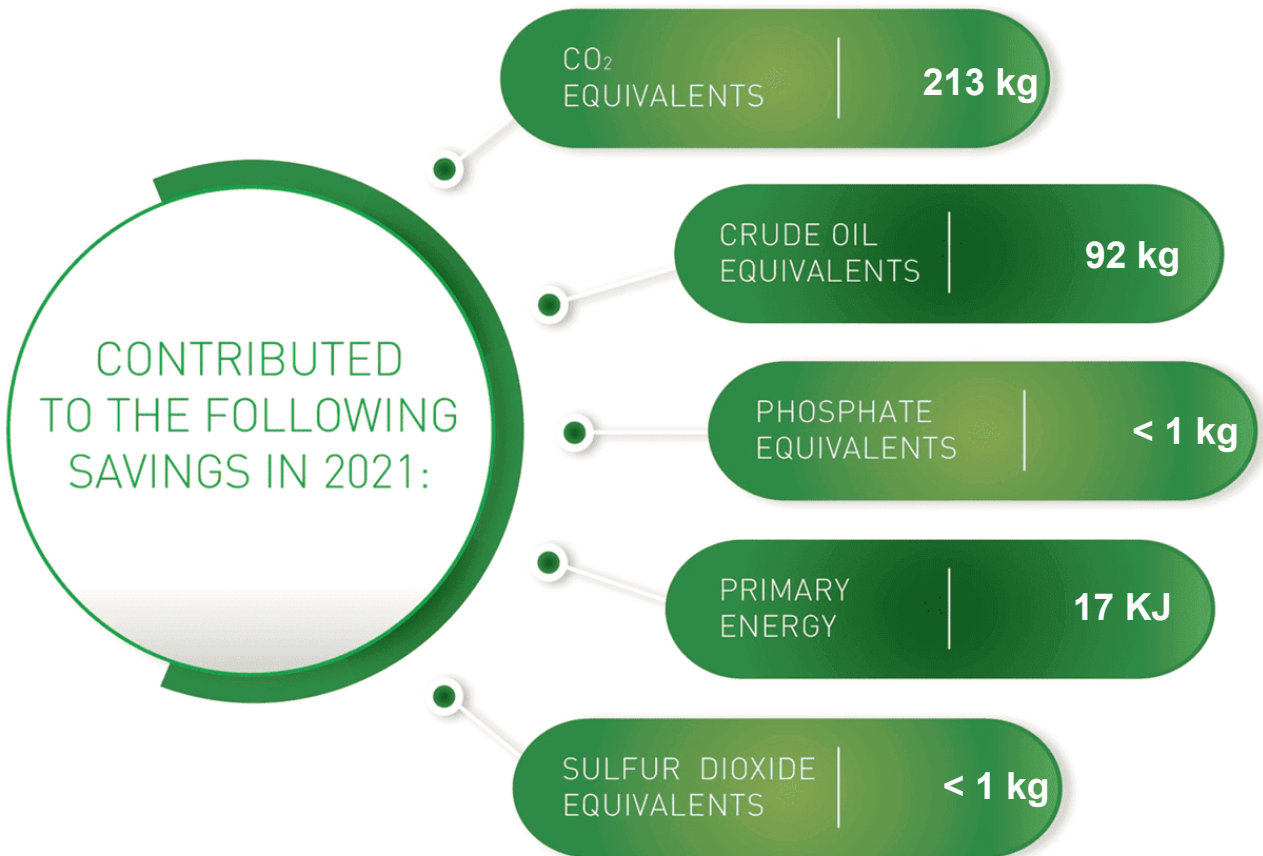 CONTRIBUTED
TO THE FOLLOWING
SAVINGS IN 2021:
CO₂
EQUIVALENTS
213 kg
CRUDE OIL
EQUIVALENTS
92 kg
PHOSPHATE
EQUIVALENTS
< 1 kg
PRIMARY
ENERGY
17 KJ
SULFUR DIOXIDE
EQUIVALENTS
< 1 kg